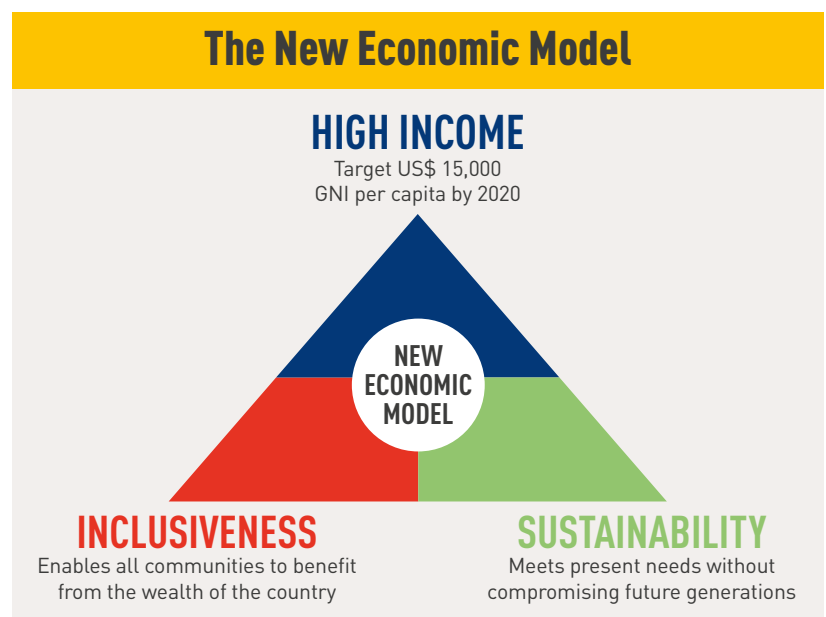 The New Economic Model
HIGH INCOME
Target US$ 15,000
GNI per capita by 2020
NEW
ECONOMIC
MODEL
INCLUSIVENESS
Enables all communities to benefit
from the wealth of the country
SUSTAINABILITY
Meets present needs without
compromising future generations